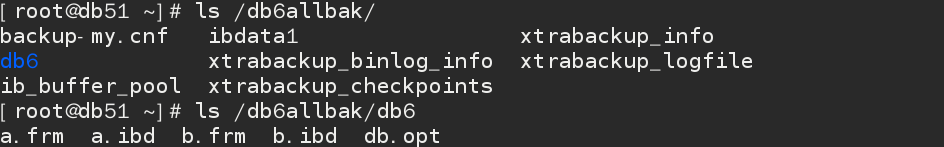 [root@db51 ~]# ls /db6allbak/
backup-my.cnf ibdata1 xtrabackup_info
db6 xtrabackup_binlog_info xtrabackup_logfile
ib_buffer_pool xtrabackup_checkpoints
[root@db51 ~]# ls /db6allbak/db6
a.frm a.ibd b.frm b.ibd db.opt